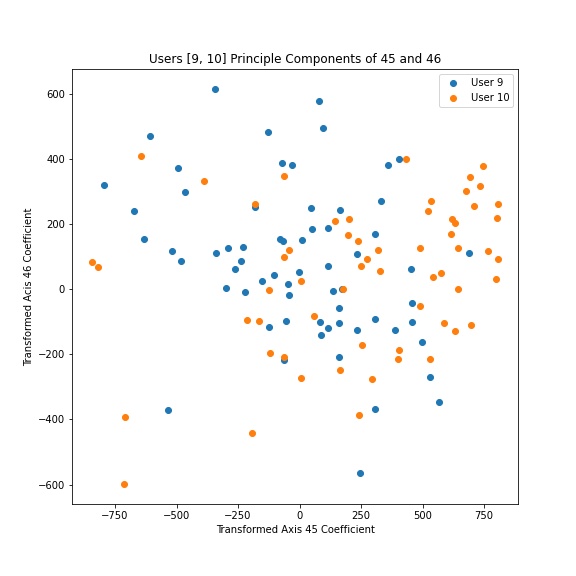 Users [9, 10] Principle Components of 45 and 46
User 9
User 10
Transformed Acis 46 Coefficient
600
400
200
0
−200
−400
−600
−750
−500
−250
0
250
500
750
Transformed Axis 45 Coefficient